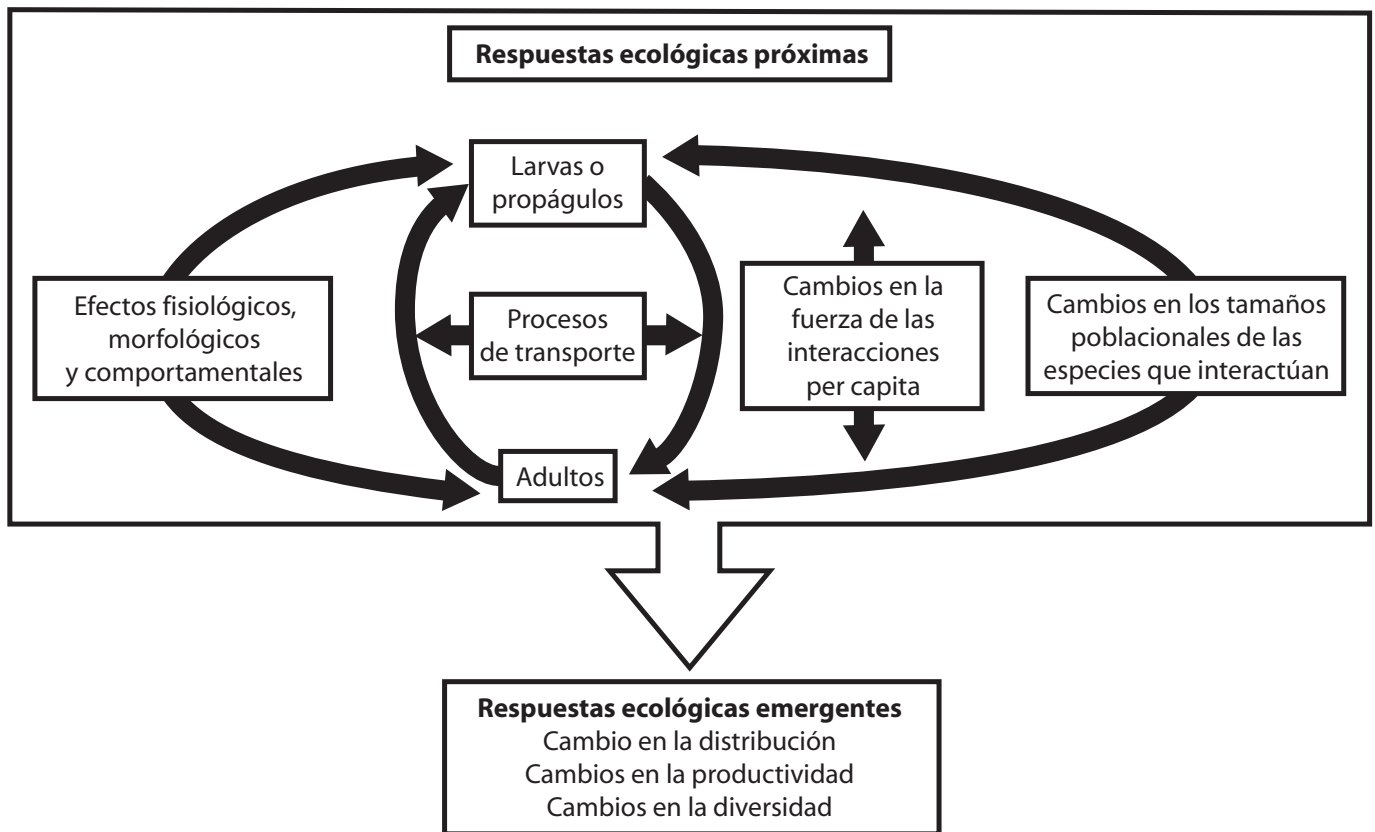 Respuestas ecológicas próximas
Larvas o
propágulos
Efectos fisiológicos,
morfológicos
y comportamentales
Procesos
de transporte
Cambios en la
fuerza de las
interacciones
per capita
Cambios en los tamaños
poblacionales de las
especies que interactúan
Adultos
Respuestas ecológicas emergentes
Cambio en la distribución
Cambios en la productividad
Cambios en la diversidad